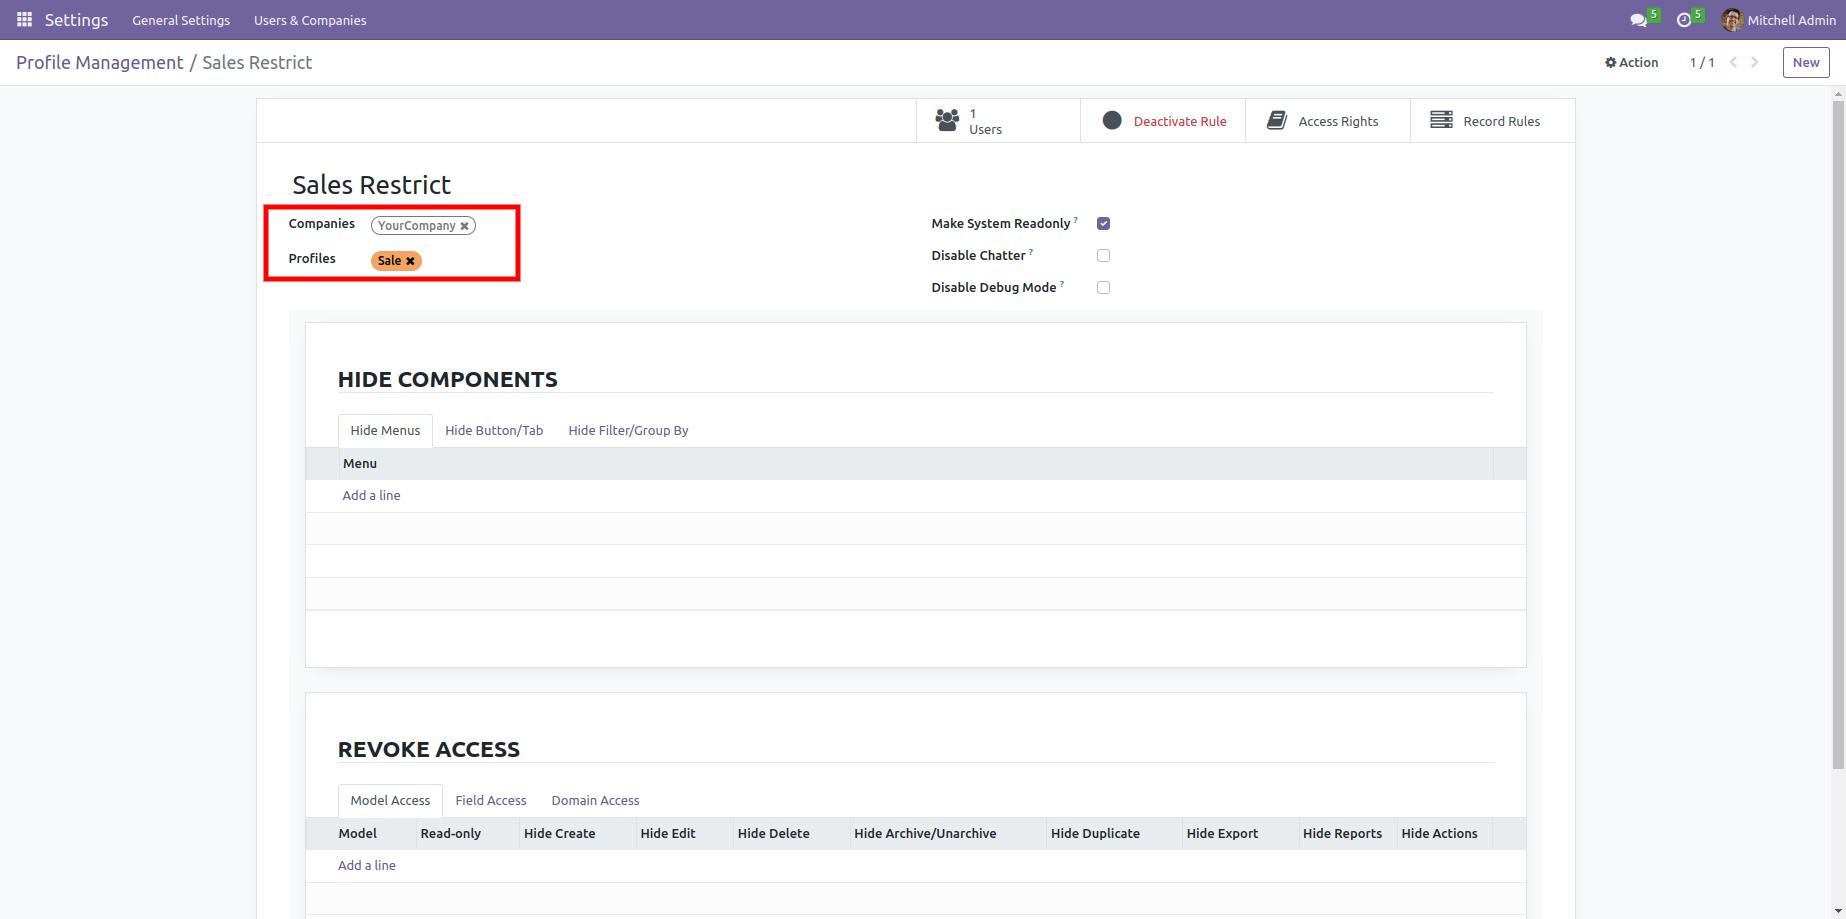 Settings General Settings Users & Companies 5 5 Mitchell Admin
Profile Management / Sales Restrict Action 1 / 1 New
1
Users Deactivate Rule Access Rights Record Rules
Sales Restrict
Companies YourCompany Make System Readonly ?
Disable Chatter ?
Profiles Sale
Disable Debug Mode ?
HIDE COMPONENTS
Hide Menus Hide Button/Tab Hide Filter/Group By
Menu
Add a line
REVOKE ACCESS
Model Access Field Access Domain Access
Model Read-only Hide Create Hide Edit Hide Delete Hide Archive/Unarchive Hide Duplicate Hide Export Hide Reports Hide Actions
Add a line